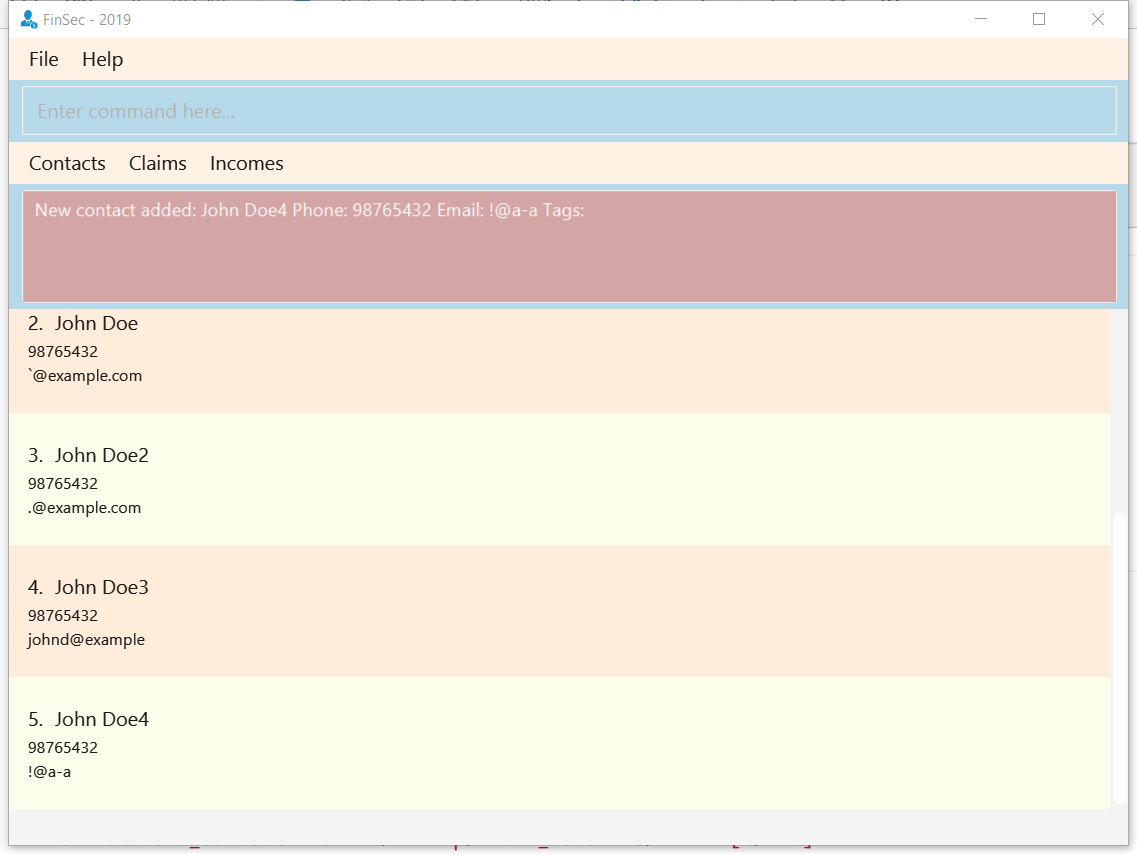 FinSec - 2019
File Help
Enter command here...
Contacts Claims Incomes
New contact added: John Doe4 Phone: 98765432 Email: !@a-a Tags:
2. John Doe
98765432
`@example.com
3. John Doe2
98765432
.@example.com
4. John Doe3
98765432
johnd@example
5. John Doe4
98765432
!@a-a